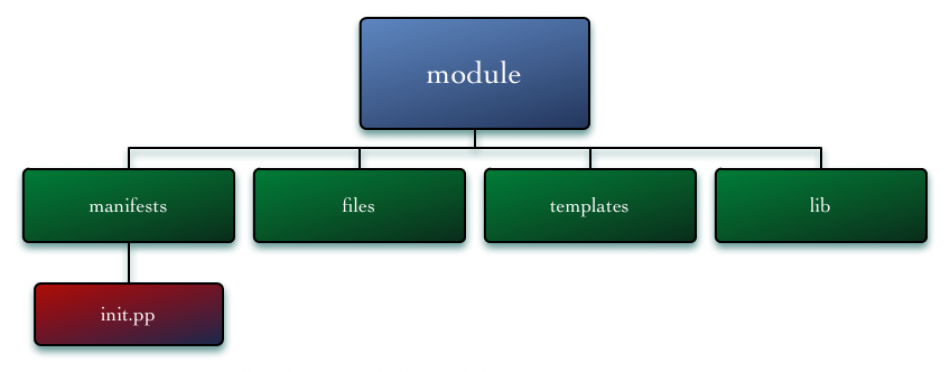 module
manifests
files
templates
lib
init.pp